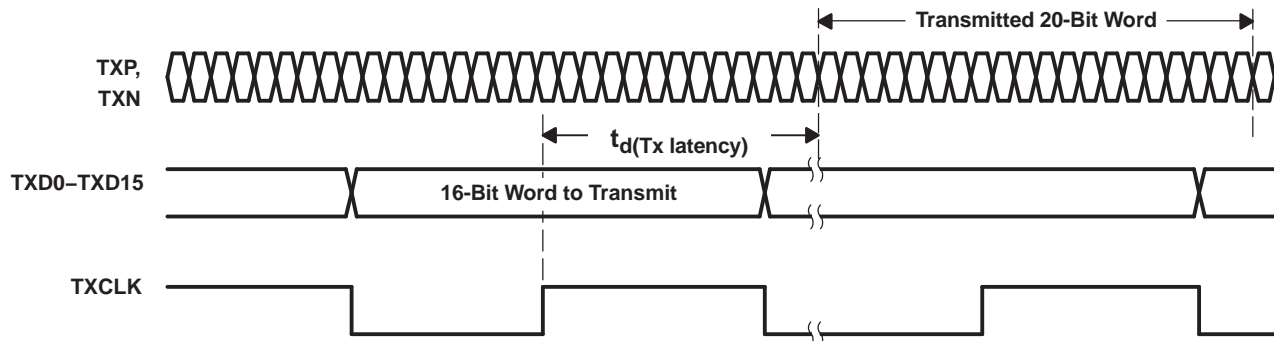 Transmitted 20-Bit Word
TXP,
TXN
td(Tx latency)
TXD0–TXD15
16-Bit Word to Transmit
TXCLK